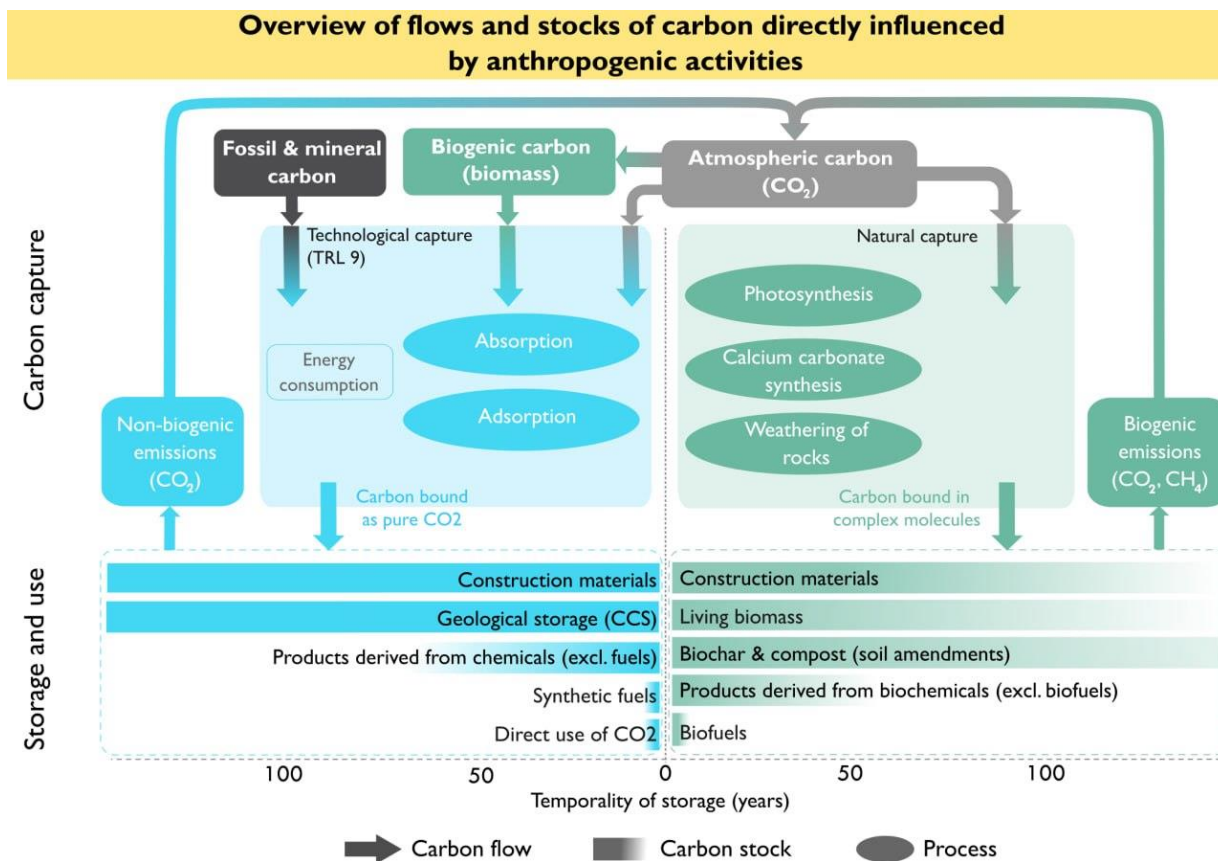 Overview of flows and stocks of carbon directly influenced
by anthropogenic activities
Carbon capture
Fossil & mineral
carbon
Biogenic carbon
(biomass)
Atmospheric carbon
(CO₂)
Technological capture
(TRL 9)
Natural capture
Energy
consumption
Absorption
Adsorption
Photosynthesis
Calcium carbonate
synthesis
Weathering of
rocks
Non-biogenic
emissions
(CO₂)
Biogenic
emissions
(CO₂, CH₄)
Carbon bound
as pure CO2
Carbon bound in
complex molecules
Storage and use
Construction materials
Geological storage (CCS)
Products derived from chemicals (excl. fuels)
Synthetic fuels
Direct use of CO2
Construction materials
Living biomass
Biochar & compost (soil amendments)
Products derived from biochemicals (excl. biofuels)
Biofuels
100 50 0 50 100
Temporality of storage (years)
Carbon flow Carbon stock Process